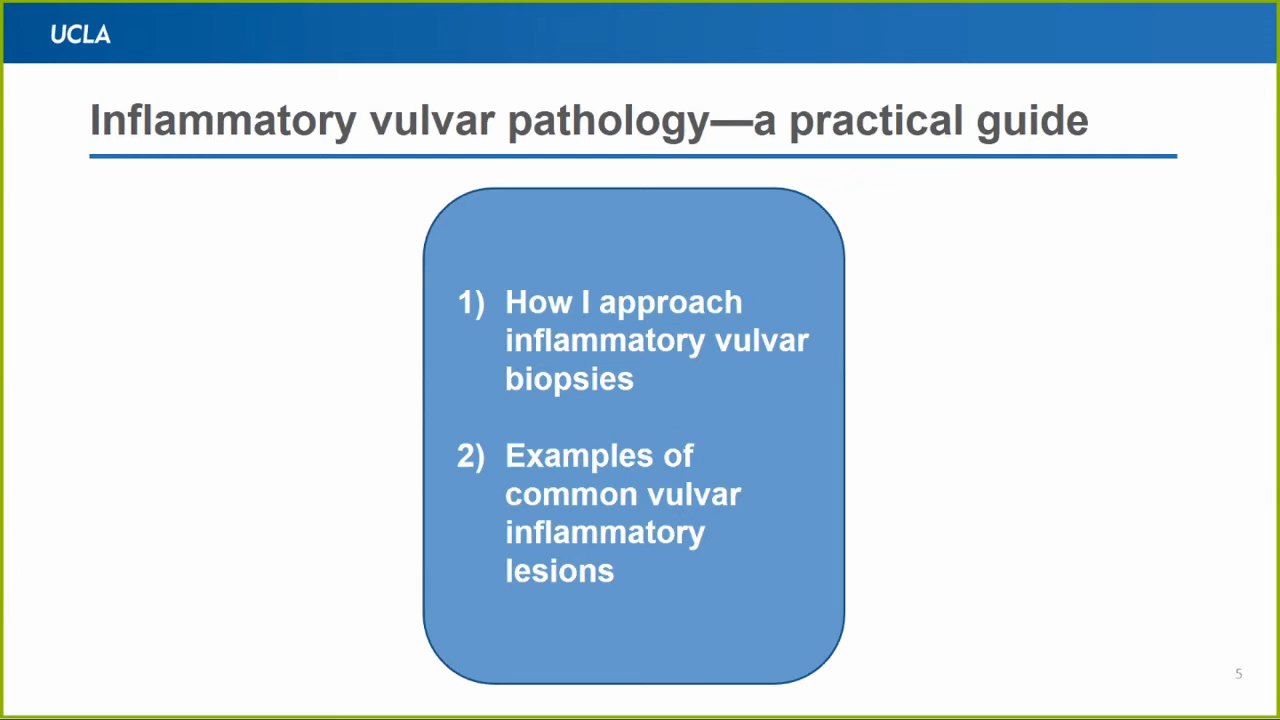 UCLA
Inflammatory vulvar pathology—a practical guide
1) How I approach
inflammatory vulvar
biopsies
2) Examples of
common vulvar
inflammatory
lesions
5